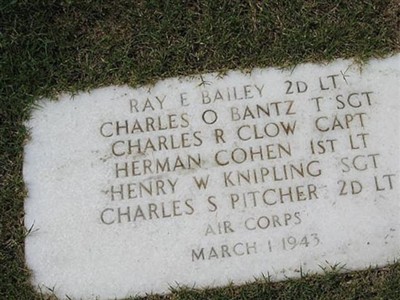 RAY E BAILEY 2D LT
CHARLES O BANTZ T SGT
CHARLES R CLOW CAPT
HERMAN COHEN 1ST LT
HENRY W KNIPLING SGT
CHARLES S PITCHER 2D LT
AIR CORPS
MARCH 1 1943